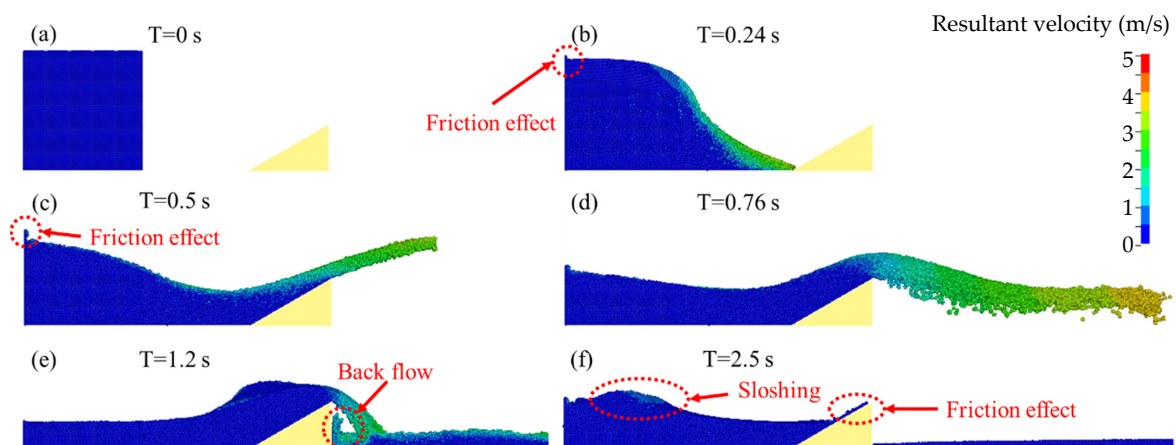 (a) T=0 s
(b) T=0.24 s
Resultant velocity (m/s)
Friction effect
5
4
3
2
1
0
(c) T=0.5 s
Friction effect
(d) T=0.76 s
(e) T=1.2 s
Back flow
(f) T=2.5 s
Sloshing
Friction effect